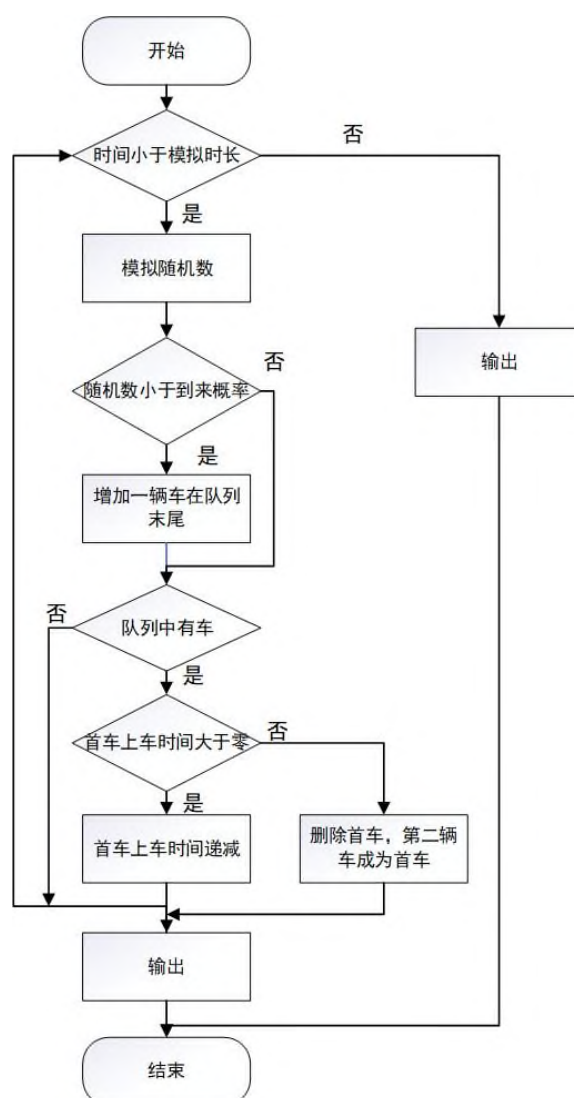 开始
时间小于模拟时长
否
是
模拟随机数
输出
随机数小于到来概率
否
是
增加一辆车在队列
末尾
队列中有车
否
是
首车上车时间大于零
否
是
首车上车时间递减
删除首车，第二辆
车成为首车
输出
结束